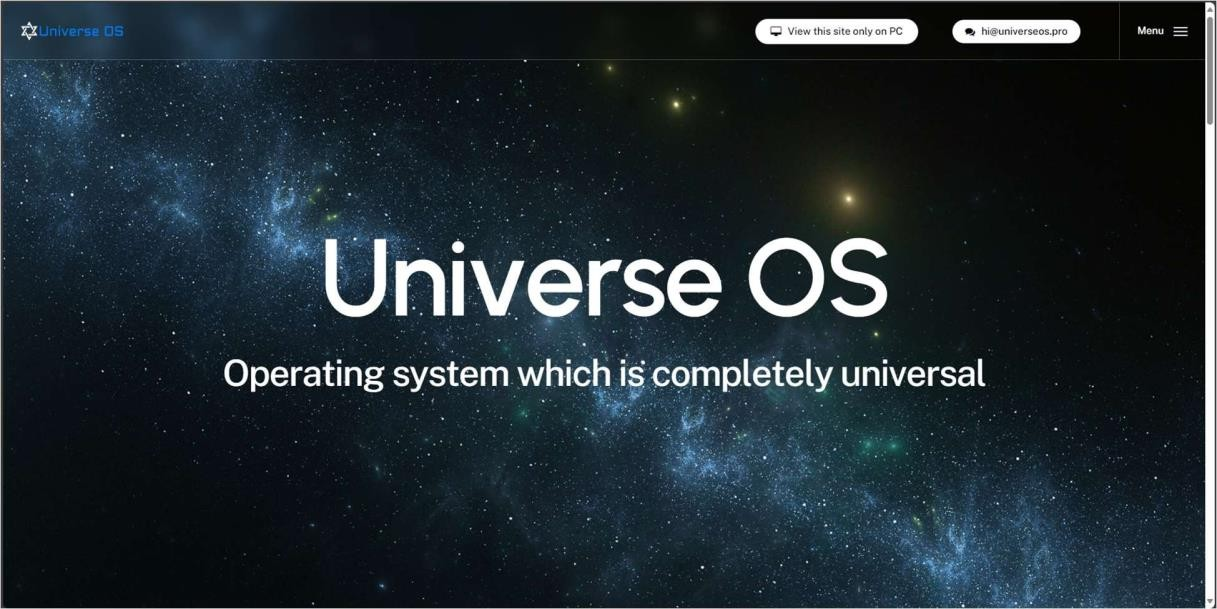 Universe OS
View this site only on PC
hi@universeos.pro
Menu
Universe OS
Operating system which is completely universal